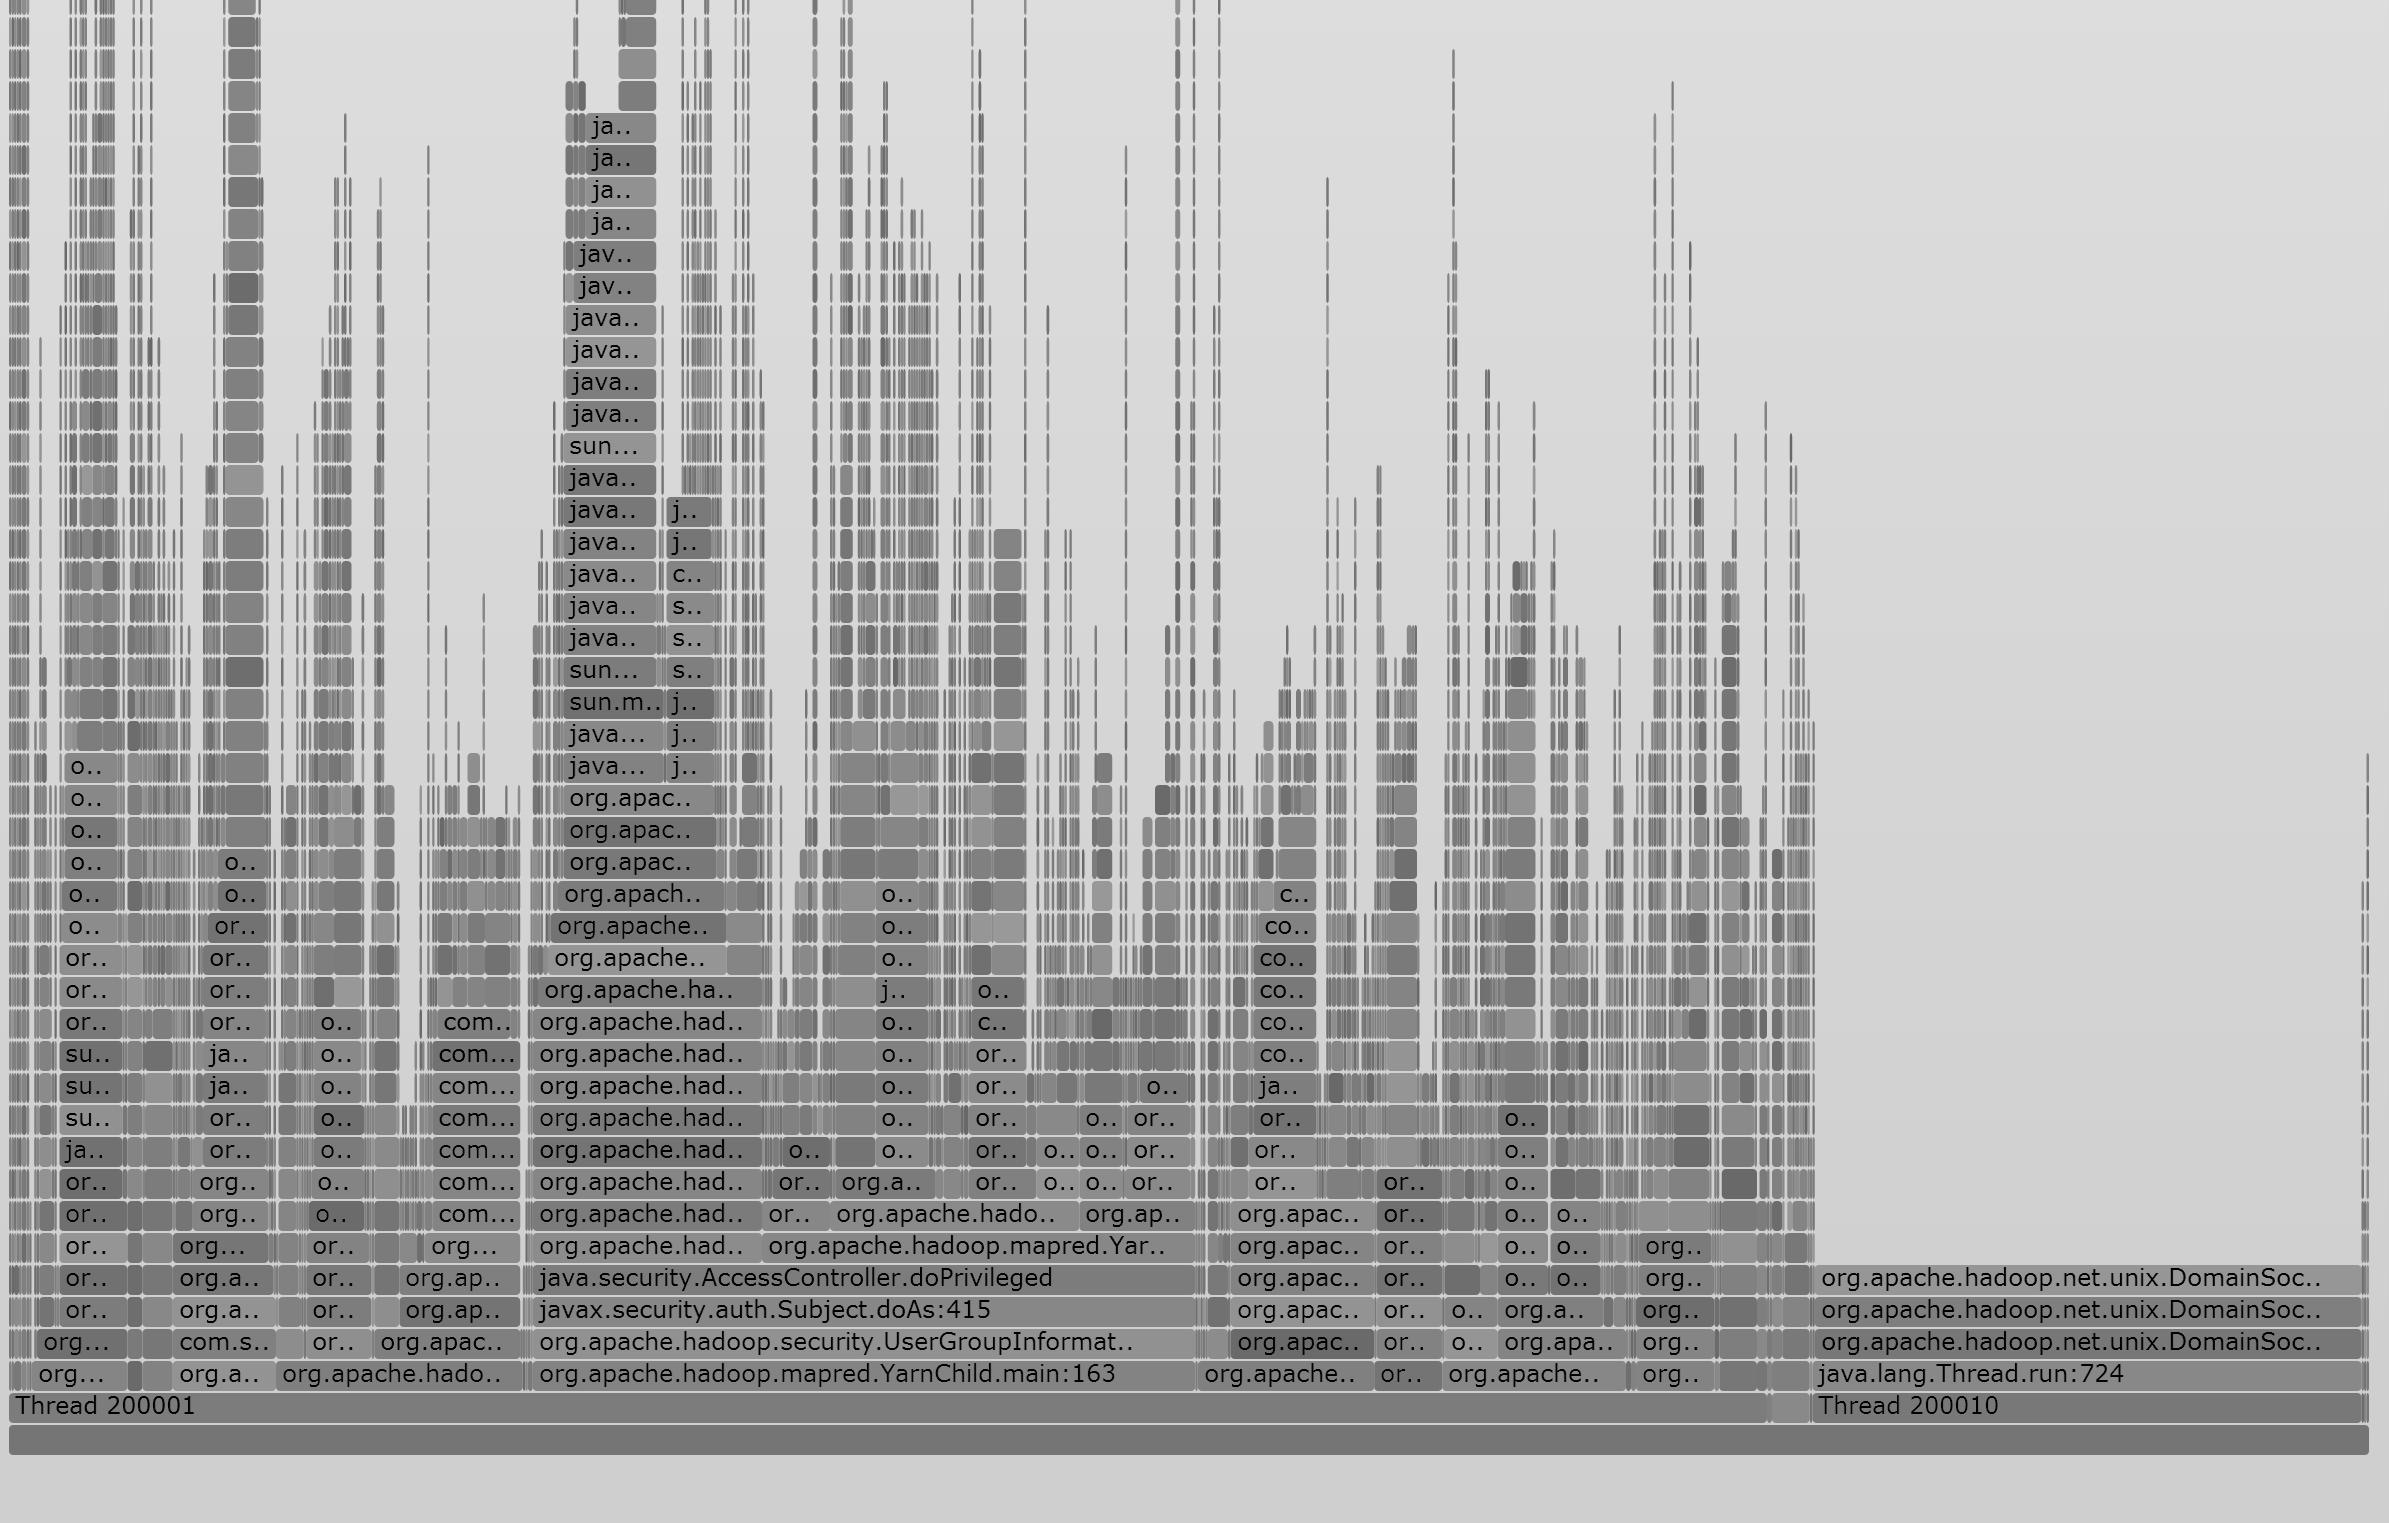 ja..
ja..
ja..
ja..
jav..
jav..
java..
java..
java..
java..
sun...
java..
java.. j..
java.. j..
java.. c..
java.. s..
java.. s..
sun... s..
sun.m.. j..
java... j..
o.. java... j..
o.. org.apac..
o.. org.apac..
o.. o.. org.apac..
o.. o.. org.apach.. o.. c..
o.. or.. org.apache.. o.. co..
or.. or.. org.apache.. o.. co..
or.. or.. org.apache.ha.. j.. o.. co..
or.. or.. o.. com.. org.apache.had.. o.. c.. co..
su.. ja.. o.. com... org.apache.had.. o.. or.. co..
su.. ja.. o.. com... org.apache.had.. o.. or.. o.. ja..
su.. or.. o.. com... org.apache.had.. o.. or.. o.. or.. or.. o..
ja.. or.. o.. com... org.apache.had.. o.. o.. or.. o.. o.. or.. or.. o..
or.. org.. o.. com... org.apache.had.. or.. org.a.. or.. o.. o.. or.. or.. or.. o..
or.. org.. o.. com... org.apache.had.. or.. org.apache.hado.. org.ap.. org.apac.. or.. o.. o..
or.. org... or.. org... org.apache.had.. org.apache.hadoop.mapred.Yar.. org.apac.. or.. o.. o.. org..
or.. org.a.. or.. org.ap.. java.security.AccessController.doPrivileged org.apac.. or.. o.. o.. org.. org.apache.hadoop.net.unix.DomainSoc..
or.. org.a.. or.. org.ap.. javax.security.auth.Subject.doAs:415 org.apac.. or.. o.. org.a.. org.. org.apache.hadoop.net.unix.DomainSoc..
org... com.s.. or.. org.apac.. org.apache.hadoop.security.UserGroupInformat.. org.apac.. or.. o.. org.apa.. org.. org.apache.hadoop.net.unix.DomainSoc..
org... org.a.. org.apache.hado.. org.apache.hadoop.mapred.YarnChild.main:163 org.apache.. or.. org.apache.. org.. java.lang.Thread.run:724
Thread 200001 Thread 200010